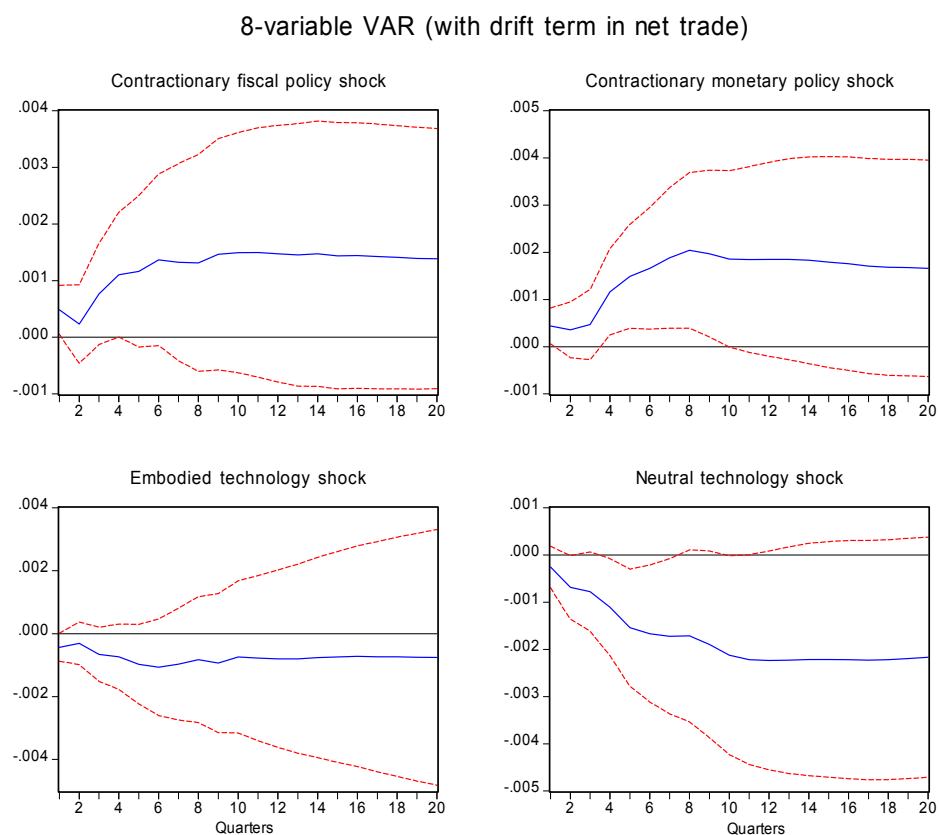 8-variable VAR (with drift term in net trade)
Contractionary fiscal policy shock
.004
.003
.002
.001
.000
-.001
2 4 6 8 10 12 14 16 18 20
Contractionary monetary policy shock
.005
.004
.003
.002
.001
.000
-.001
2 4 6 8 10 12 14 16 18 20
Embodied technology shock
.004
.002
.000
-.002
-.004
2 4 6 8 10 12 14 16 18 20
Quarters
Neutral technology shock
.001
.000
-.001
-.002
-.003
-.004
-.005
2 4 6 8 10 12 14 16 18 20
Quarters